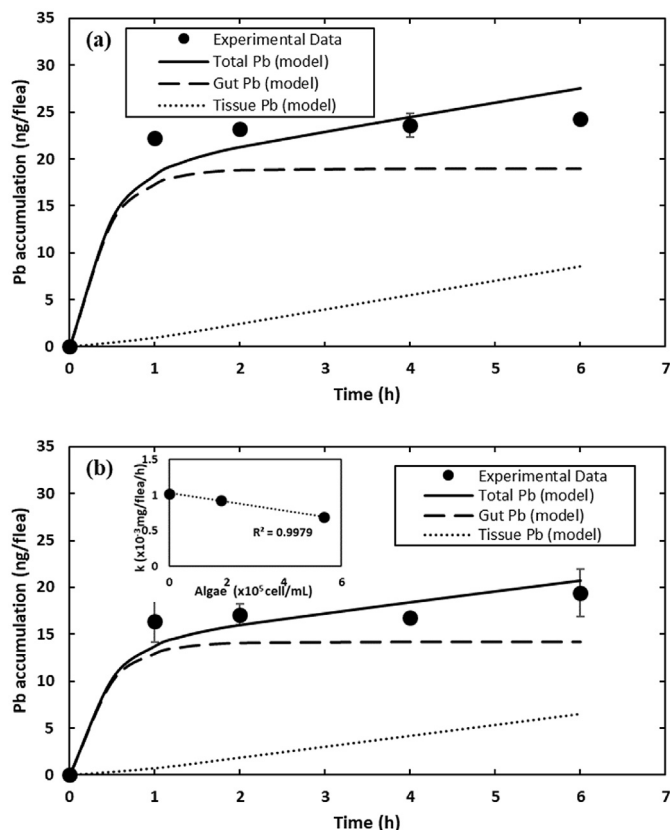 (a)
Experimental Data
Total Pb (model)
Gut Pb (model)
Tissue Pb (model)
Pb accumulation (ng/flea)
35
30
25
20
15
10
5
0
0 1 2 3 4 5 6 7
Time (h)
(b)
k (x10-3mg/flea/h)
1.5
1
0.5
0
R² = 0.9979
0 2 4 6
Algae (x10⁵ cell/mL)
Experimental Data
Total Pb (model)
Gut Pb (model)
Tissue Pb (model)
Pb accumulation (ng/flea)
35
30
25
20
15
10
5
0
0 1 2 3 4 5 6 7
Time (h)